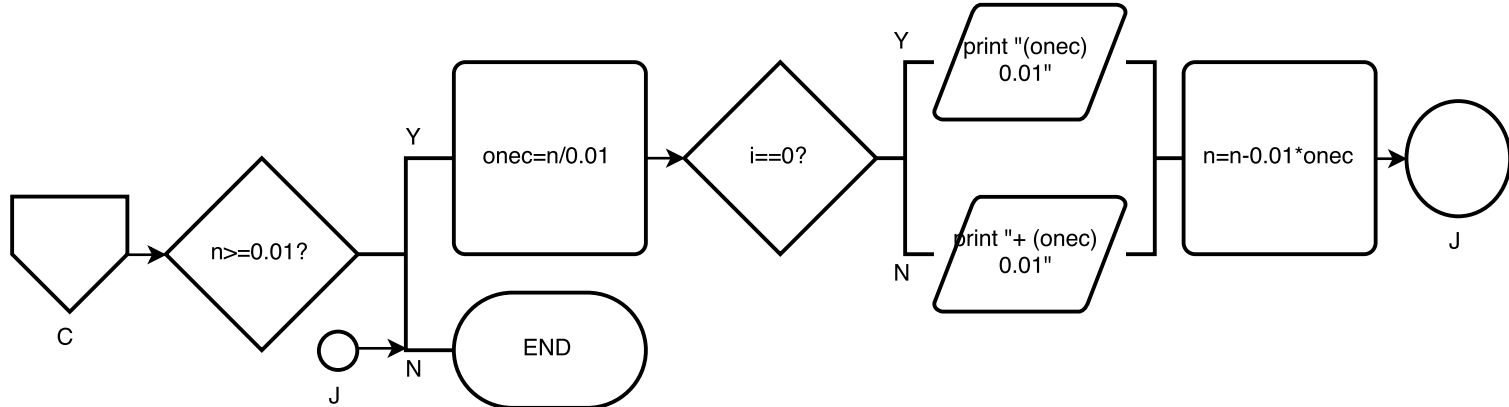 C
n>=0.01?
Y
N
J
onec=n/0.01
END
i==0?
Y
N
print "(onec)
0.01"
print "+ (onec)
0.01"
n=n-0.01*onec
J